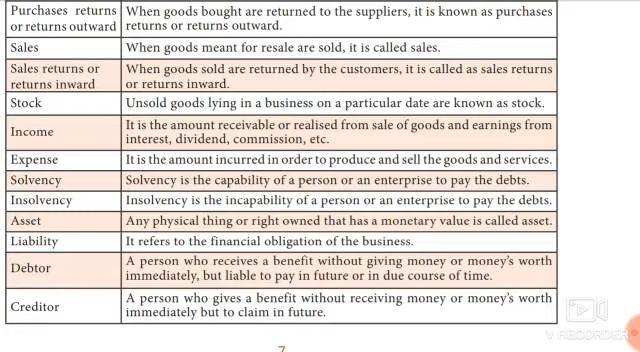 Purchases returns When goods bought are returned to the suppliers, it is known as purchases
or returns outward returns or returns outward.
Sales When goods meant for resale are sold, it is called sales.
Sales returns or When goods sold are returned by the customers, it is called as sales returns
returns inward or returns inward.
Stock Unsold goods lying in a business on a particular date are known as stock.
Income It is the amount receivable or realised from sale of goods and earnings from
interest, dividend, commission, etc.
Expense It is the amount incurred in order to produce and sell the goods and services.
Solvency Solvency is the capability of a person or an enterprise to pay the debts.
Insolvency Insolvency is the incapability of a person or an enterprise to pay the debts.
Asset Any physical thing or right owned that has a monetary value is called asset.
Liability It refers to the financial obligation of the business.
Debtor A person who receives a benefit without giving money or money's worth
immediately, but liable to pay in future or in due course of time.
Creditor A person who gives a benefit without receiving money or money's worth
immediately but to claim in future.
V RECORDER
7